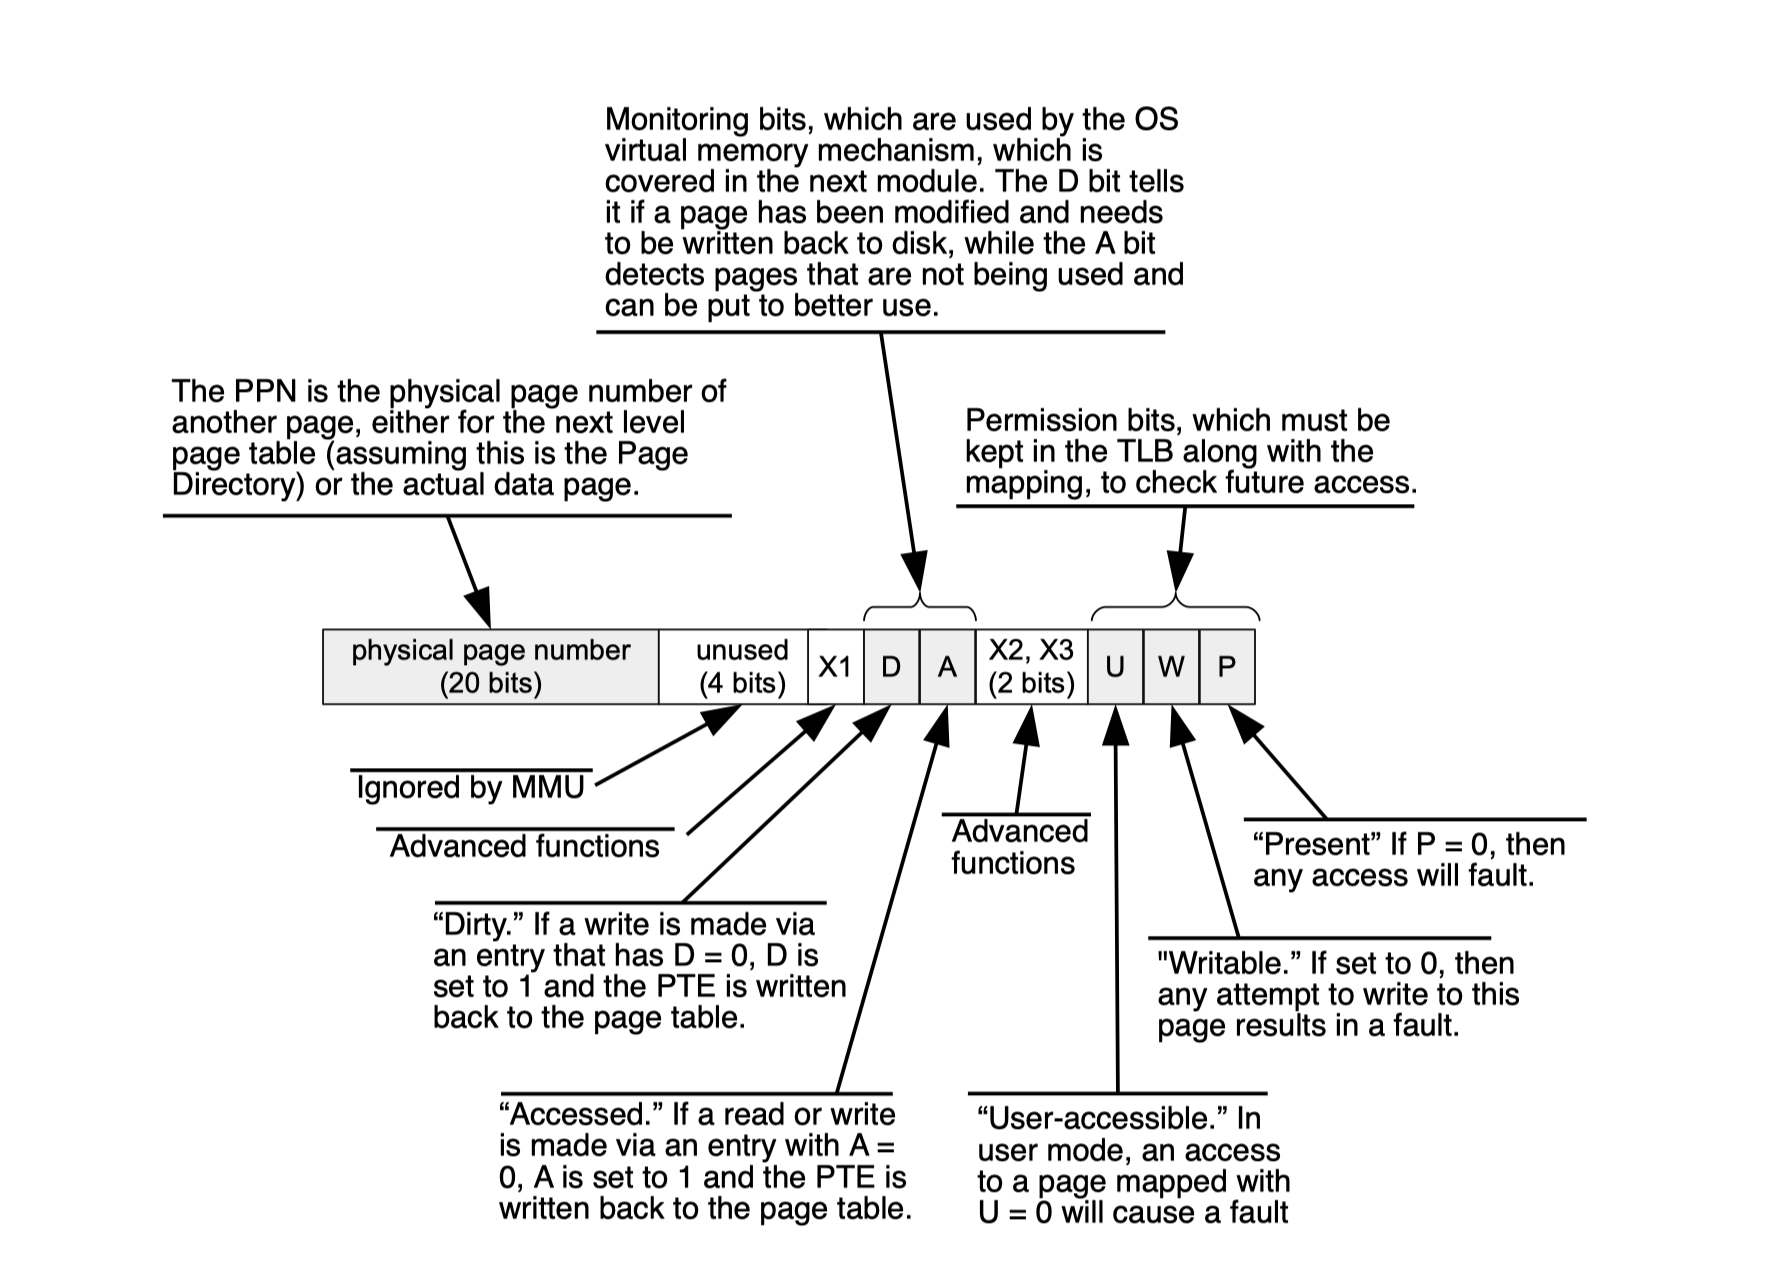 Monitoring bits, which are used by the OS
virtual memory mechanism, which is
covered in the next module. The D bit tells
it if a page has been modified and needs
to be written back to disk, while the A bit
detects pages that are not being used and
can be put to better use.
The PPN is the physical page number of
another page, either for the next level
page table (assuming this is the Page
Directory) or the actual data page.
Permission bits, which must be
kept in the TLB along with the
mapping, to check future access.
physical page number
(20 bits)
unused
(4 bits)
X1
D
A
X2, X3
(2 bits)
U
W
P
Ignored by MMU
Advanced functions
“Dirty.” If a write is made via
an entry that has D = 0, D is
set to 1 and the PTE is written
back to the page table.
“Accessed.” If a read or write
is made via an entry with A =
0, A is set to 1 and the PTE is
written back to the page table.
Advanced
functions
“User-accessible.” In
user mode, an access
to a page mapped with
U = 0 will cause a fault
"Writable.” If set to 0, then
any attempt to write to this
page results in a fault.
“Present” If P = 0, then
any access will fault.